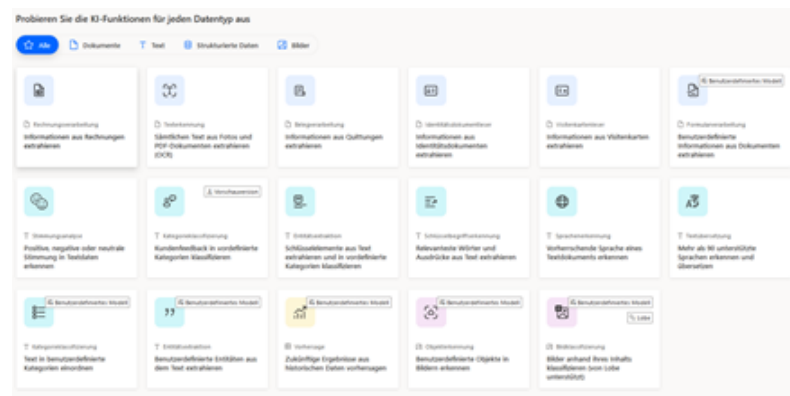 Probieren Sie die KI-Funktionen für jeden Datentyp aus
Alle
Dokumente
Text
Strukturierte Daten
Bilder
Rechnungsverarbeitung
Informationen aus Rechnungen
extrahieren
Texterkennung
Sämtlichen Text aus Fotos und
PDF-Dokumenten extrahieren
(OCR)
Belegverarbeitung
Informationen aus Quittungen
extrahieren
Identitätsdokumentleser
Informationen aus
Identitätsdokumenten
extrahieren
Visitenkartenleser
Informationen aus Visitenkarten
extrahieren
Benutzerdefiniertes Modell
Formularverarbeitung
Benutzerdefinierte
Informationen aus Dokumenten
extrahieren
Stimmungsanalyse
Positive, negative oder neutrale
Stimmung in Textdaten
erkennen
Vorschauversion
Kategorieklassifizierung
Kundenfeedback in vordefinierte
Kategorien klassifizieren
Entitätsextraktion
Schlüsselelemente aus Text
extrahieren und in vordefinierte
Kategorien klassifizieren
Schlüsselbegriffserkennung
Relevanteste Wörter und
Ausdrücke aus Text extrahieren
Spracherkennung
Vorherrschende Sprache eines
Textdokuments erkennen
Textübersetzung
Mehr als 90 unterstützte
Sprachen erkennen und
übersetzen
Benutzerdefiniertes Modell
Kategorieklassifizierung
Text in benutzerdefinierte
Kategorien einordnen
Benutzerdefiniertes Modell
Entitätsextraktion
Benutzerdefinierte Entitäten aus
dem Text extrahieren
Benutzerdefiniertes Modell
Vorhersage
Zukünftige Ergebnisse aus
historischen Daten vorhersagen
Benutzerdefiniertes Modell
Objekterkennung
Benutzerdefinierte Objekte in
Bildern erkennen
Benutzerdefiniertes Modell
Lobe
Bildklassifizierung
Bilder anhand ihres Inhalts
klassifizieren (von Lobe
unterstützt)